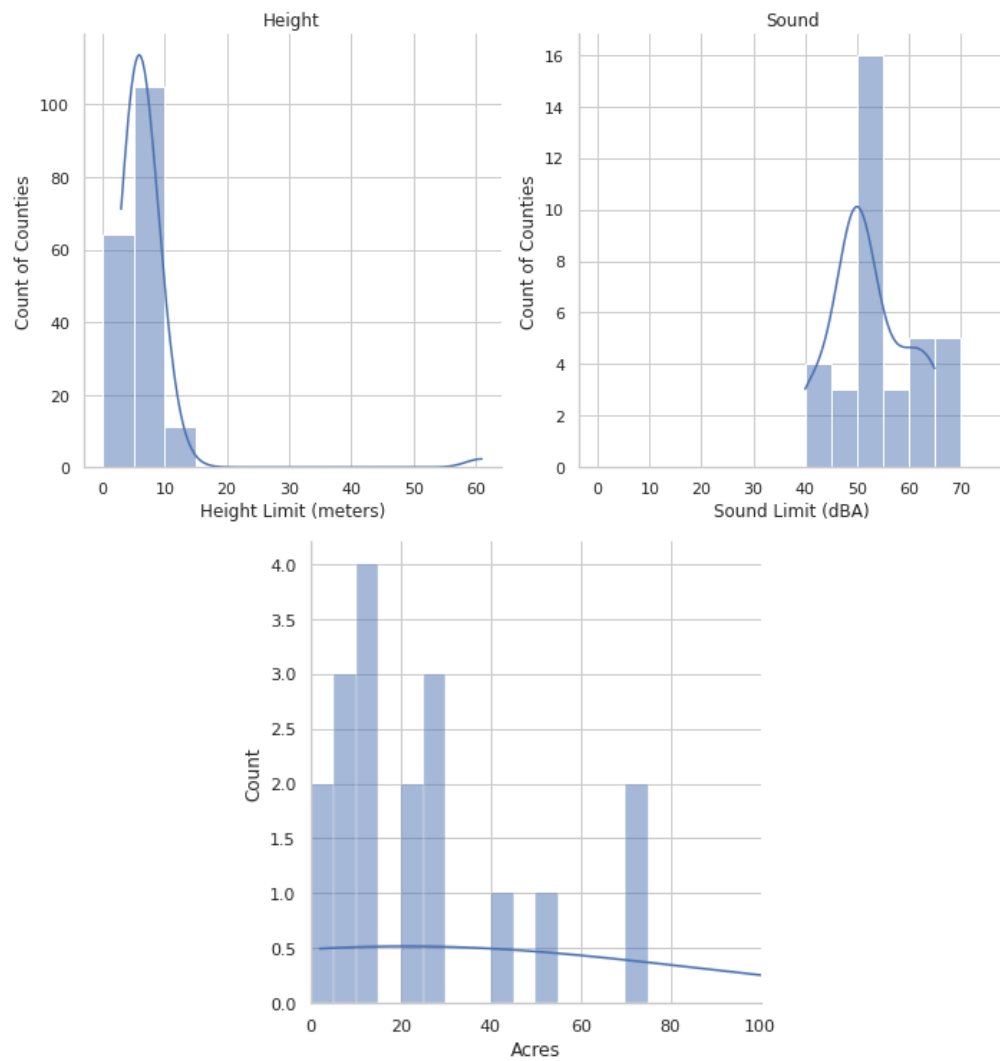 Height
Sound
Count of Counties
100
80
60
40
20
0
0 10 20 30 40 50 60
Height Limit (meters)
Count of Counties
16
14
12
10
8
6
4
2
0
0 10 20 30 40 50 60 70
Sound Limit (dBA)
Count
4.0
3.5
3.0
2.5
2.0
1.5
1.0
0.5
0.0
0 20 40 60 80 100
Acres